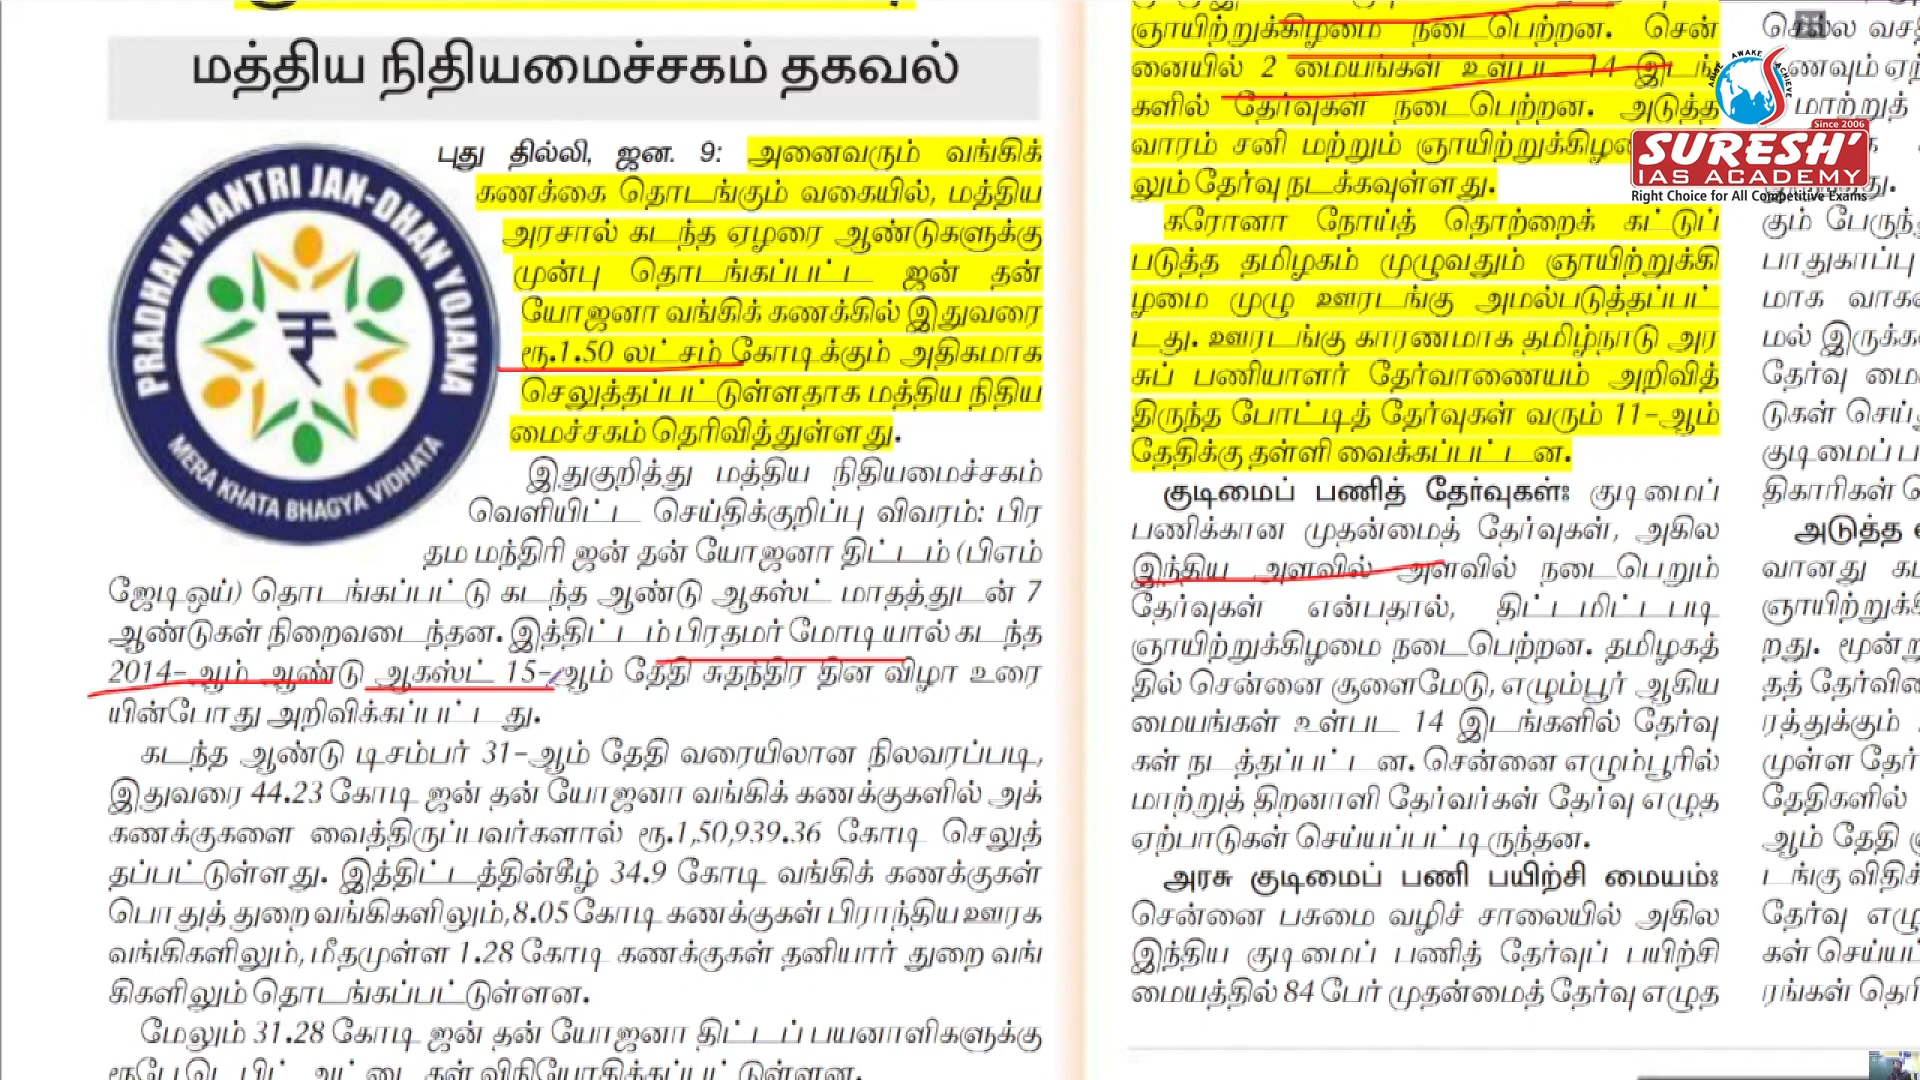 மத்திய நிதியமைச்சகம் தகவல்
PRADHAN MANTRI JAN-DHAN YOJANA
MERA KHATA BHAGYA VIDHATA
புது தில்லி, ஜன. 9: அனைவரும் வங்கிக்
கணக்கை தொடங்கும் வகையில், மத்திய
அரசால் கடந்த ஏழரை ஆண்டுகளுக்கு
முன்பு தொடங்கப்பட்ட ஜன் தன்
யோஜனா வங்கிக் கணக்கில் இதுவரை
ரூ.1.50 லட்சம் கோடிக்கும் அதிகமாக
செலுத்தப்பட்டுள்ளதாக மத்திய நிதிய
மைச்சகம் தெரிவித்துள்ளது.
இதுகுறித்து மத்திய நிதியமைச்சகம்
வெளியிட்ட செய்திக்குறிப்பு விவரம்: பிர
தம மந்திரி ஜன் தன் யோஜனா திட்டம் (பிஎம்
ஜேடிஒய்) தொடங்கப்பட்டு கடந்த ஆண்டு ஆகஸ்ட் மாதத்துடன் 7
ஆண்டுகள் நிறைவடைந்தன. இத்திட்டம் பிரதமர் மோடியால் கடந்த
2014-ஆம் ஆண்டு ஆகஸ்ட் 15-ஆம் தேதி சுதந்திர தின விழா உரை
யின்போது அறிவிக்கப்பட்டது.
கடந்த ஆண்டு டிசம்பர் 31-ஆம் தேதி வரையிலான நிலவரப்படி,
இதுவரை 44.23 கோடி ஜன் தன் யோஜனா வங்கிக் கணக்குகளில் அக்
கணக்குகளை வைத்திருப்பவர்களால் ரூ.1,50,939.36 கோடி செலுத்
தப்பட்டுள்ளது. இத்திட்டத்தின்கீழ் 34.9 கோடி வங்கிக் கணக்குகள்
பொதுத் துறை வங்கிகளிலும், 8.05 கோடி கணக்குகள் பிராந்திய ஊரக
வங்கிகளிலும், மீதமுள்ள 1.28 கோடி கணக்குகள் தனியார் துறை வங்
கிகளிலும் தொடங்கப்பட்டுள்ளன.
மேலும் 31.28 கோடி ஜன் தன் யோஜனா திட்டப் பயனாளிகளுக்கு
ரூபே டெபிட் அட்டைகள் விநியோகிக்கப்பட்டுள்ளன.
ஞாயிற்றுக்கிழமை நடைபெற்றன. சென்
னையில் 2 மையங்கள் உள்பட 14 இடங்
களில் தேர்வுகள் நடைபெற்றன. அடுத்த
வாரம் சனி மற்றும்
லும் தேர்வு நடக்கவுள்ளது.
கரோனா நோய்த் தொற்றைக் கட்டுப்
படுத்த தமிழகம் முழுவதும் ஞாயிற்றுக்கி
ழமை முழு ஊரடங்கு அமல்படுத்தப்பட்
டது. ஊரடங்கு காரணமாக தமிழ்நாடு அர
சுப் பணியாளர் தேர்வாணையம் அறிவித்
திருந்த போட்டித் தேர்வுகள் வரும் 11-ஆம்
தேதிக்கு தள்ளி வைக்கப்பட்டன.
குடிமைப் பணித் தேர்வுகள்: குடிமைப்
பணிக்கான முதன்மைத் தேர்வுகள், அகில
இந்திய அளவில் அளவில் நடைபெறும்
தேர்வுகள் என்பதால், திட்டமிட்டபடி
ஞாயிற்றுக்கிழமை நடைபெற்றன. தமிழகத்
தில் சென்னை சூளைமேடு, எழும்பூர் ஆகிய
மையங்கள் உள்பட 14 இடங்களில் தேர்வு
கள் நடத்தப்பட்டன. சென்னை எழும்பூரில்
மாற்றுத் திறனாளி தேர்வர்கள் தேர்வு எழுத
ஏற்பாடுகள் செய்யப்பட்டிருந்தன.
அரசு குடிமைப் பணி பயிற்சி மையம்:
சென்னை பசுமை வழிச் சாலையில் அகில
இந்திய குடிமைப் பணித் தேர்வுப் பயிற்சி
மையத்தில் 84 பேர் முதன்மைத் தேர்வு எழுத
செல்ல
மாற்றுத்
பாதுகாப்பு
தேர்வு
அடுத்த
தேதிகளில்
ஆம் தேதி
ARISE AWAKE ACHIEVE
Since 2006
SURESH'
IAS ACADEMY
Right Choice for All Competitive Exams